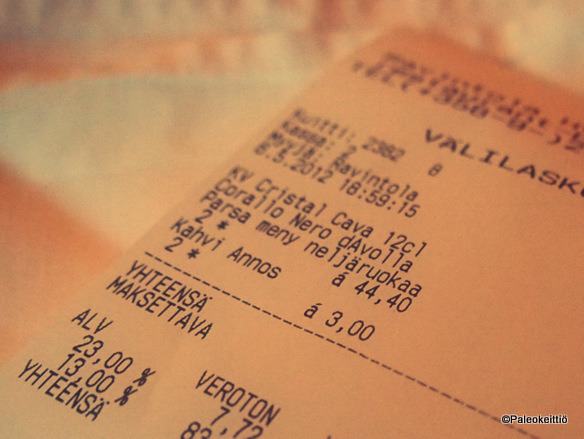 VÄLILASKU
Kuitti: 2382 8
Kassa: 2
Myyjä: Ravintola
8.5.2012 18:59:15
KV Cristal Cava 12cl
Corallo Nero dAvolla
Parsa meny neljäruokaa
2 * á 44,40
Kahvi Annos
2 * á 3,00
YHTEENSÄ
MAKSETTAVA
ALV VEROTON
23,00 % 7,72
13,00 %
YHTEENSÄ
©Paleokeittiö